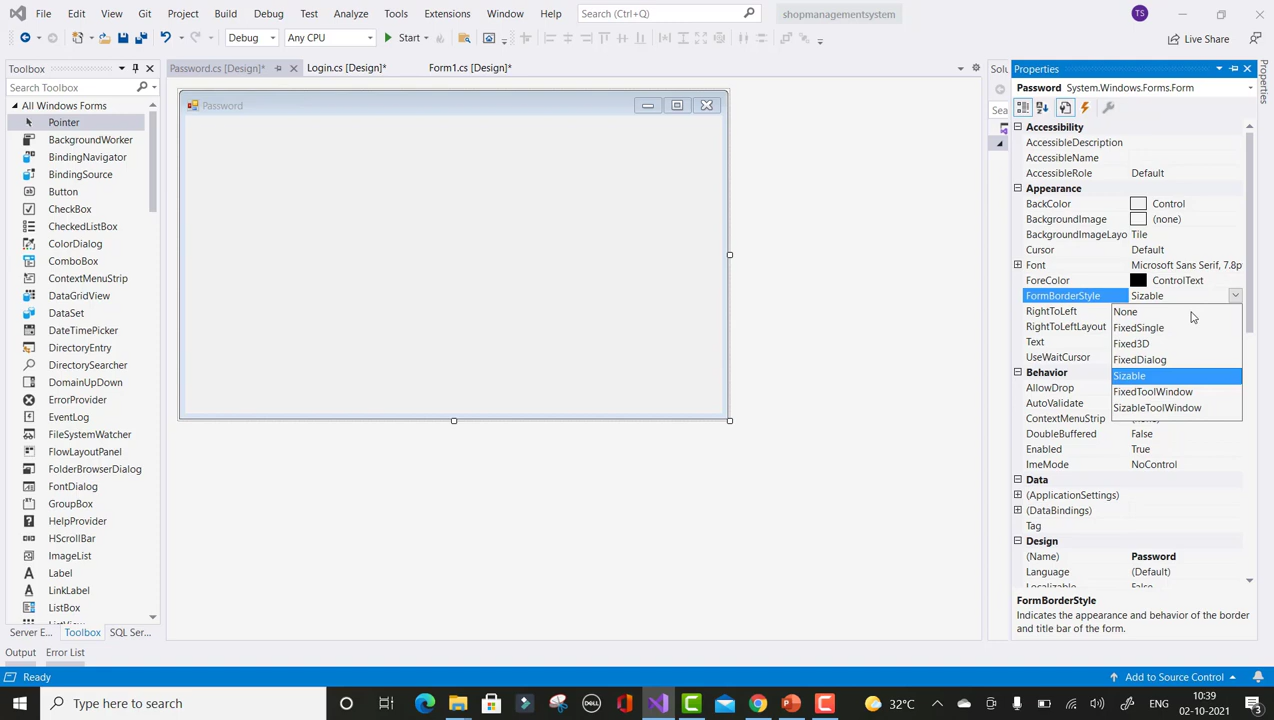 File Edit View Git Project Build Debug Test Analyze Tools Extensions Window Help Search (Ctrl+Q) shopmanagementsystem TS
Debug Any CPU Start Live Share
Toolbox
Search Toolbox
All Windows Forms
Pointer
BackgroundWorker
BindingNavigator
BindingSource
Button
CheckBox
CheckedListBox
ColorDialog
ComboBox
ContextMenuStrip
DataGridView
DataSet
DateTimePicker
DirectoryEntry
DirectorySearcher
DomainUpDown
ErrorProvider
EventLog
FileSystemWatcher
FlowLayoutPanel
FolderBrowserDialog
FontDialog
GroupBox
HelpProvider
HScrollBar
ImageList
Label
LinkLabel
ListBox
Server E... Toolbox SQL Ser...
Output Error List
Password.cs [Design]* Login.cs [Design]* Form1.cs [Design]*
Password
Solu
Sea
Properties
Password System.Windows.Forms.Form
Accessibility
AccessibleDescription
AccessibleName
AccessibleRole Default
Appearance
BackColor Control
BackgroundImage (none)
BackgroundImageLayo Tile
Cursor Default
Font Microsoft Sans Serif, 7.8p
ForeColor ControlText
FormBorderStyle Sizable
RightToLeft
RightToLeftLayout
Text
UseWaitCursor
None
FixedSingle
Fixed3D
FixedDialog
Sizable
FixedToolWindow
SizableToolWindow
Behavior
AllowDrop
AutoValidate
ContextMenuStrip
DoubleBuffered False
Enabled True
ImeMode NoControl
Data
(ApplicationSettings)
(DataBindings)
Tag
Design
(Name) Password
Language (Default)
FormBorderStyle
Indicates the appearance and behavior of the border
and title bar of the form.
Properties
Ready Add to Source Control
Type here to search DELL 32°C ENG 10:39
02-10-2021 3